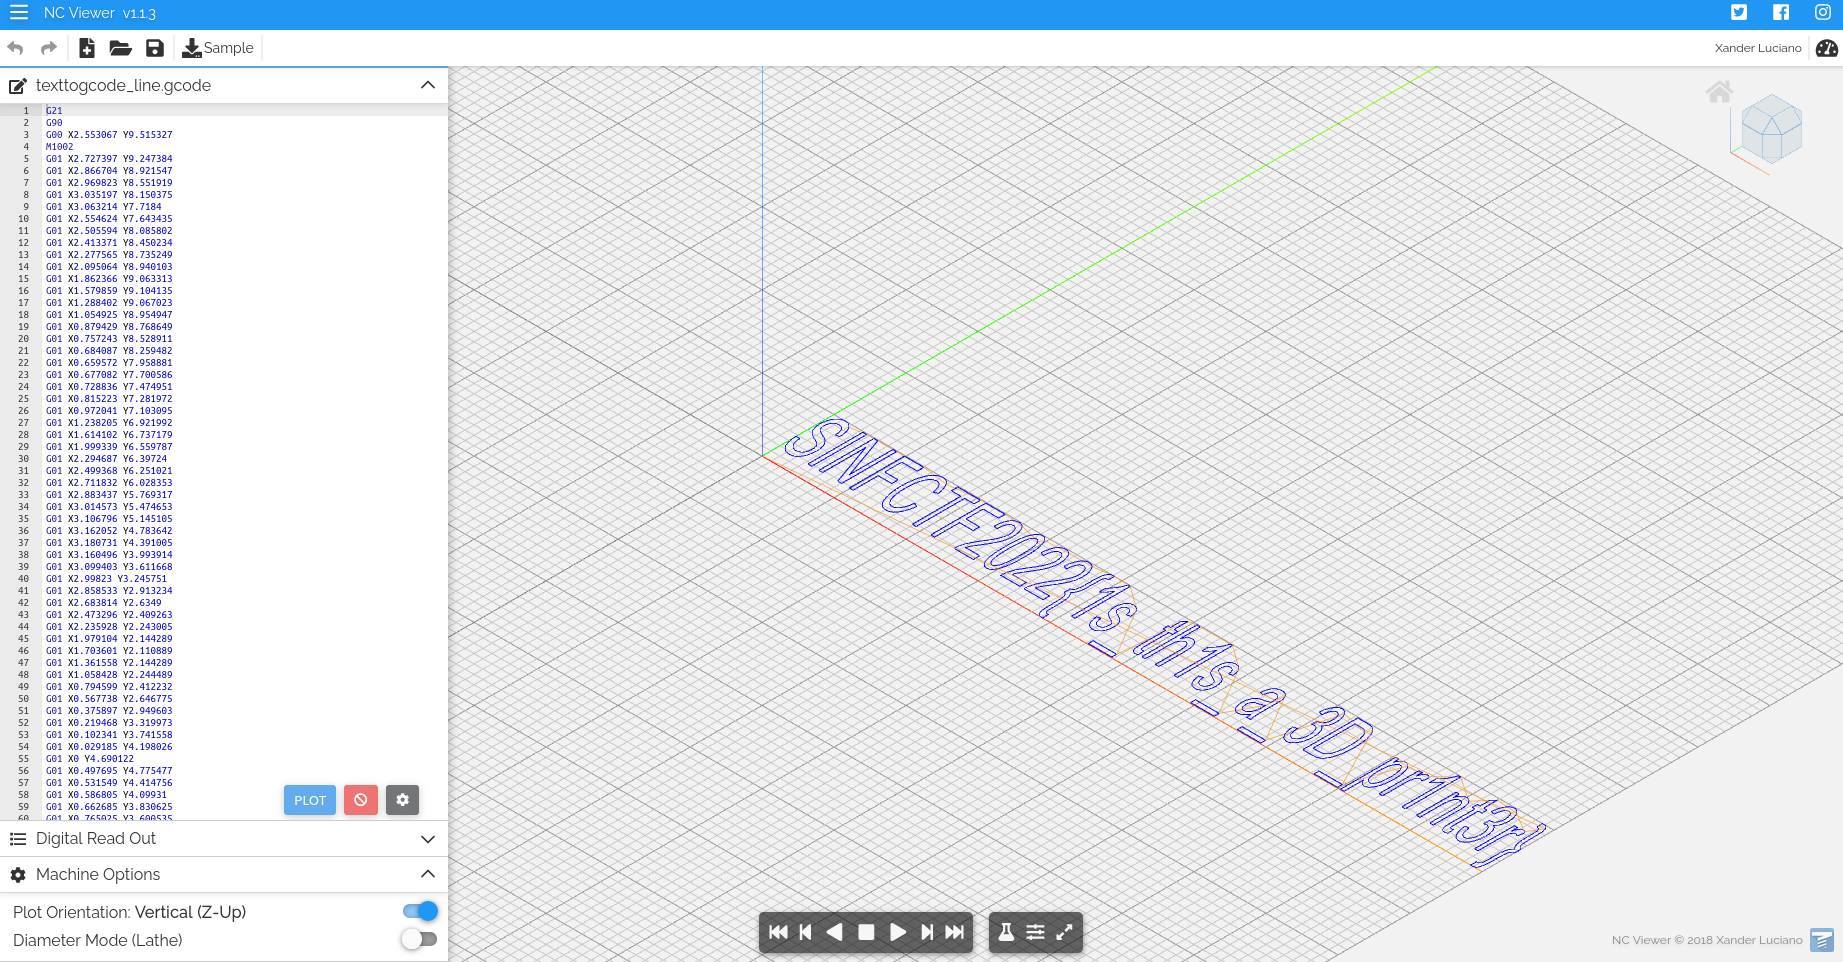 NC Viewer v1.1.3
Sample
Xander Luciano
texttogcode_line.gcode
1 G21
2 G90
3 G00 X2.553067 Y9.515327
4 M1002
5 G01 X2.727397 Y9.247384
6 G01 X2.866704 Y8.921547
7 G01 X2.969823 Y8.551919
8 G01 X3.035197 Y8.150375
9 G01 X3.063214 Y7.7184
10 G01 X2.554624 Y7.643435
11 G01 X2.505594 Y8.085802
12 G01 X2.413371 Y8.450234
13 G01 X2.277565 Y8.735249
14 G01 X2.095064 Y8.940103
15 G01 X1.862366 Y9.063313
16 G01 X1.579859 Y9.104135
17 G01 X1.288402 Y9.067023
18 G01 X1.054925 Y8.954947
19 G01 X0.879429 Y8.768649
20 G01 X0.757243 Y8.528911
21 G01 X0.684087 Y8.259482
22 G01 X0.659572 Y7.958881
23 G01 X0.677082 Y7.700586
24 G01 X0.728836 Y7.474951
25 G01 X0.815223 Y7.281972
26 G01 X0.972041 Y7.103095
27 G01 X1.238205 Y6.921992
28 G01 X1.614102 Y6.737179
29 G01 X1.999339 Y6.559787
30 G01 X2.294687 Y6.39724
31 G01 X2.499368 Y6.251021
32 G01 X2.711832 Y6.028353
33 G01 X2.883437 Y5.769317
34 G01 X3.014573 Y5.474653
35 G01 X3.106796 Y5.145105
36 G01 X3.162052 Y4.783642
37 G01 X3.180731 Y4.391005
38 G01 X3.160496 Y3.993914
39 G01 X3.099403 Y3.611668
40 G01 X2.99823 Y3.245751
41 G01 X2.858533 Y2.913234
42 G01 X2.683814 Y2.6349
43 G01 X2.473296 Y2.409263
44 G01 X2.235928 Y2.243005
45 G01 X1.979104 Y2.144289
46 G01 X1.703601 Y2.110889
47 G01 X1.361558 Y2.144289
48 G01 X1.058428 Y2.244489
49 G01 X0.794599 Y2.412232
50 G01 X0.567738 Y2.646775
51 G01 X0.375897 Y2.949603
52 G01 X0.219468 Y3.319973
53 G01 X0.102341 Y3.741558
54 G01 X0.029185 Y4.198026
55 G01 X0 Y4.690122
56 G01 X0.497695 Y4.775477
57 G01 X0.531549 Y4.414756
58 G01 X0.586805 Y4.09931
59 G01 X0.662685 Y3.830625
60 G01 X0.765025 Y3.600535
PLOT
Digital Read Out
Machine Options
Plot Orientation: Vertical (Z-Up)
Diameter Mode (Lathe)
SINFCTF2022{1s_th1s_a_3D_pr1nt3r}
NC Viewer © 2018 Xander Luciano